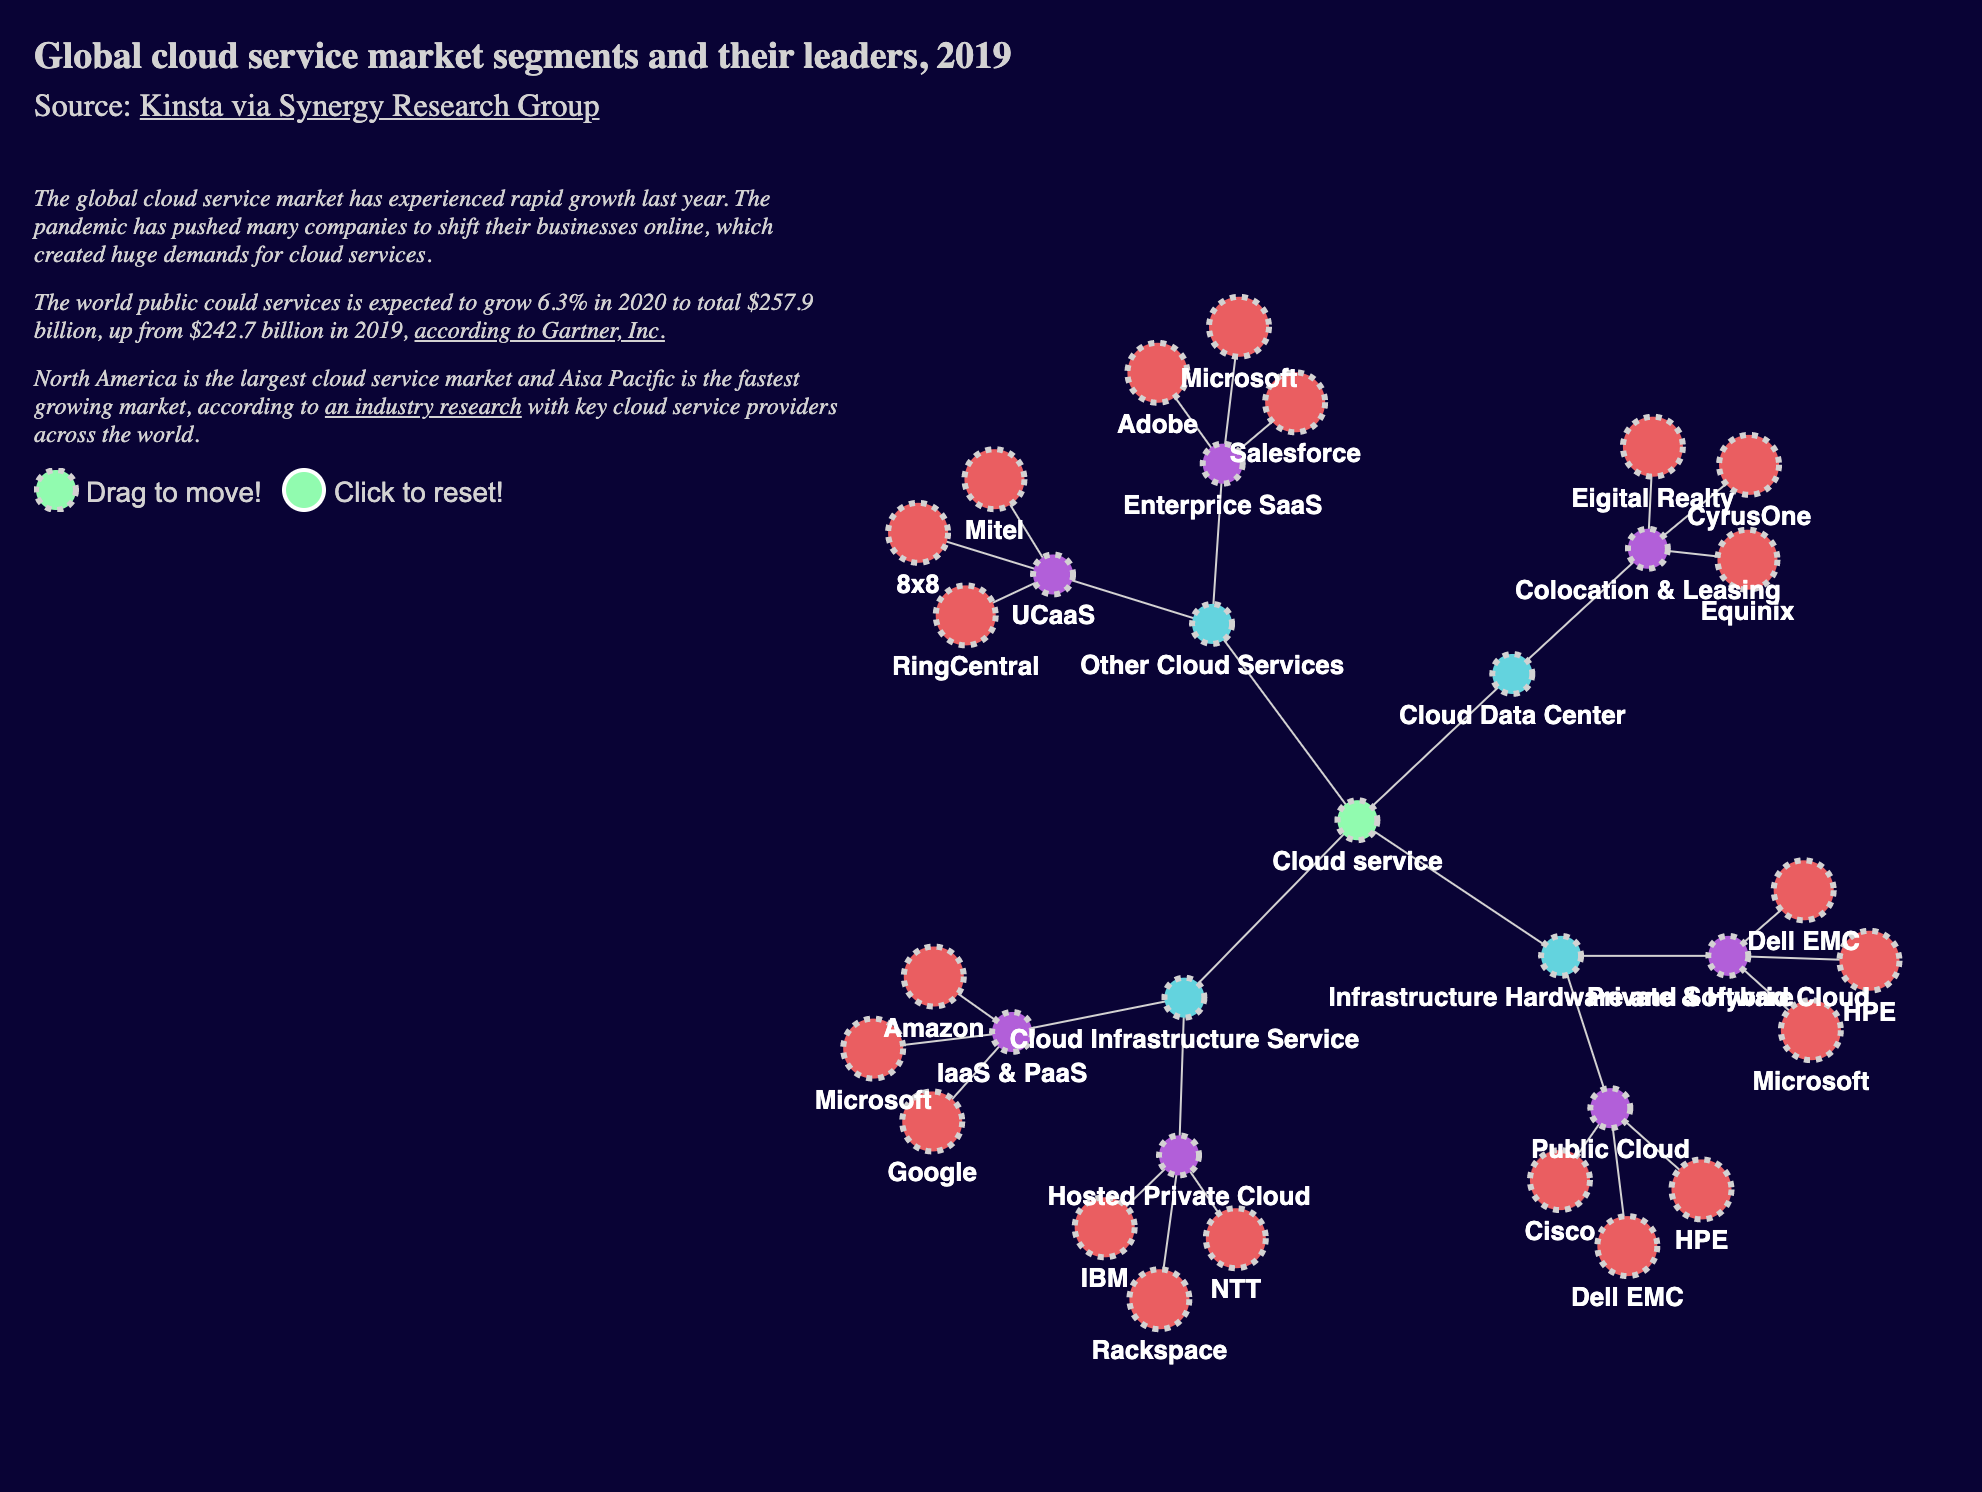 Global cloud service market segments and their leaders, 2019
Source: Kinsta via Synergy Research Group
The global cloud service market has experienced rapid growth last year. The
pandemic has pushed many companies to shift their businesses online, which
created huge demands for cloud services.
The world public could services is expected to grow 6.3% in 2020 to total $257.9
billion, up from $242.7 billion in 2019, according to Gartner, Inc.
North America is the largest cloud service market and Aisa Pacific is the fastest
growing market, according to an industry research with key cloud service providers
across the world.
Drag to move! Click to reset!
Microsoft
Adobe
Salesforce
Enterprice SaaS
Mitel
8x8
UCaaS
RingCentral
Other Cloud Services
Eigital Realty
CyrusOne
Colocation & Leasing
Equinix
Cloud Data Center
Cloud service
Dell EMC
Infrastructure Hardware and Software
Private & Hybrid Cloud
HPE
Microsoft
Amazon
Cloud Infrastructure Service
IaaS & PaaS
Microsoft
Google
Public Cloud
Hosted Private Cloud
Cisco
HPE
IBM
NTT
Dell EMC
Rackspace